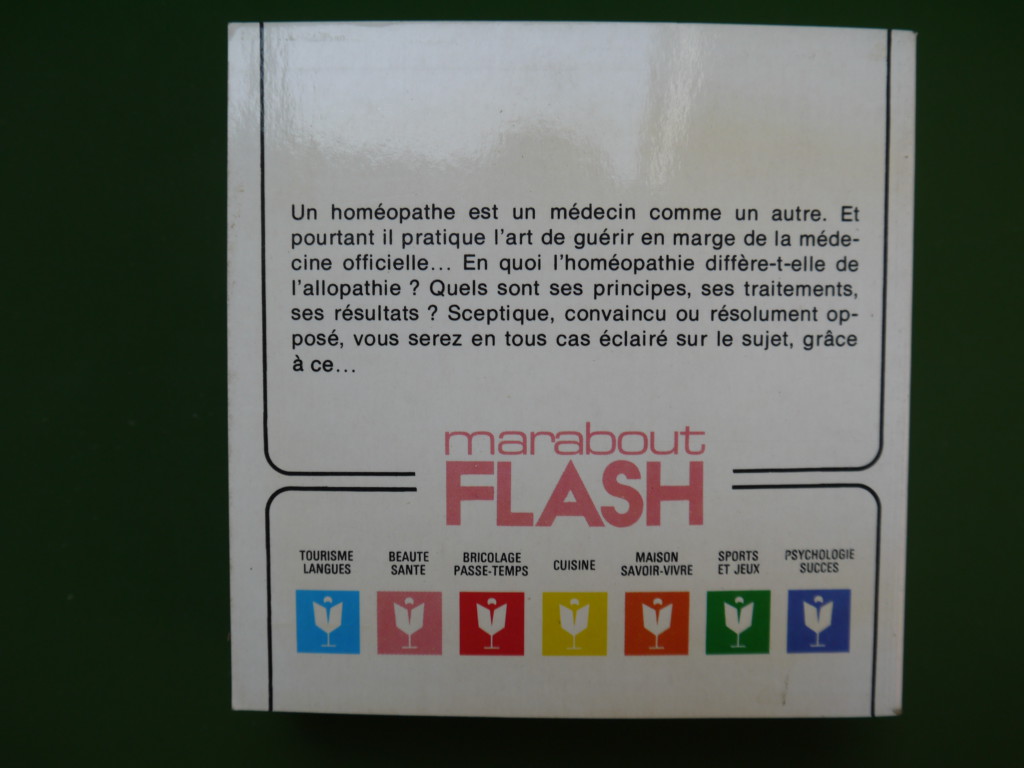 Un homéopathe est un médecin comme un autre. Et
pourtant il pratique l'art de guérir en marge de la méde-
cine officielle... En quoi l'homéopathie diffère-t-elle de
l'allopathie ? Quels sont ses principes, ses traitements,
ses résultats ? Sceptique, convaincu ou résolument op-
posé, vous serez en tous cas éclairé sur le sujet, grâce
à ce...
marabout
FLASH
TOURISME
LANGUES
BEAUTE
SANTE
BRICOLAGE
PASSE-TEMPS
CUISINE
MAISON
SAVOIR-VIVRE
SPORTS
ET JEUX
PSYCHOLOGIE
SUCCES